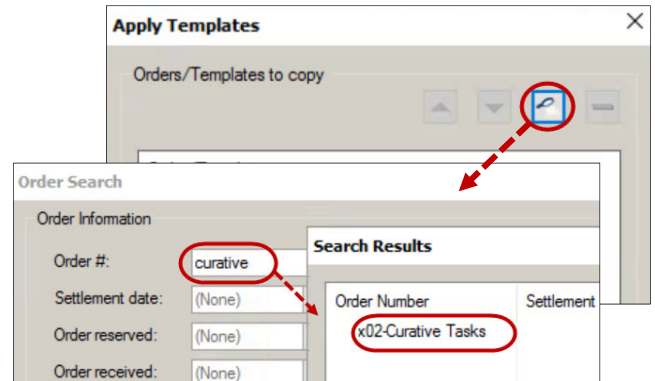 Apply Templates
Orders/Templates to copy
Order Search
Order Information
Order #: curative
Settlement date: (None)
Order reserved: (None)
Order received: (None)
Search Results
Order Number Settlement
x02-Curative Tasks